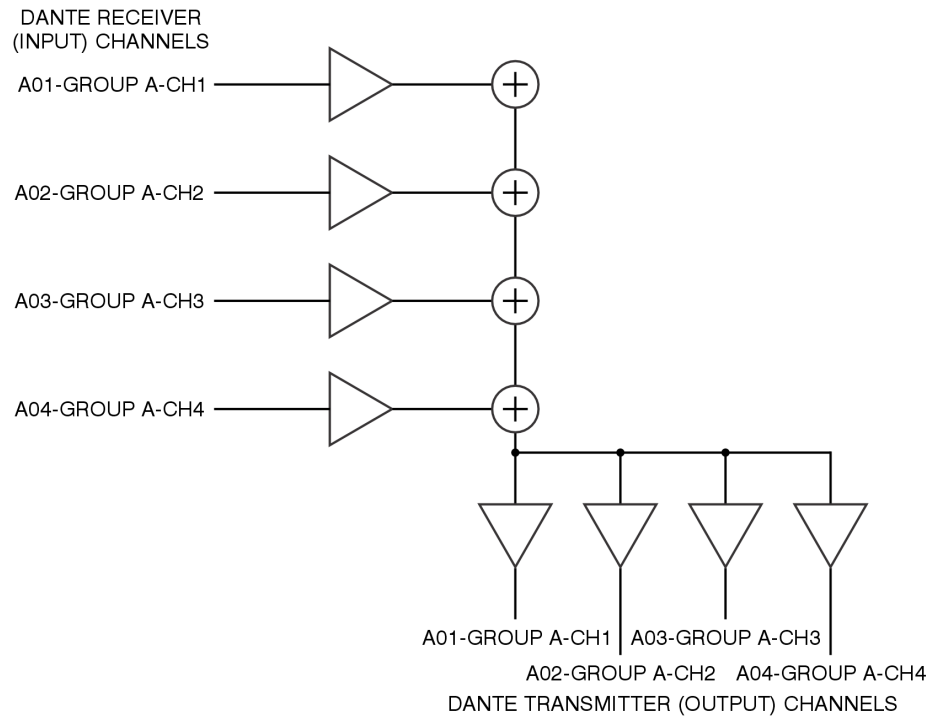 DANTE RECEIVER
(INPUT) CHANNELS
A01-GROUP A-CH1
A02-GROUP A-CH2
A03-GROUP A-CH3
A04-GROUP A-CH4
A01-GROUP A-CH1
A03-GROUP A-CH3
A02-GROUP A-CH2
A04-GROUP A-CH4
DANTE TRANSMITTER (OUTPUT) CHANNELS